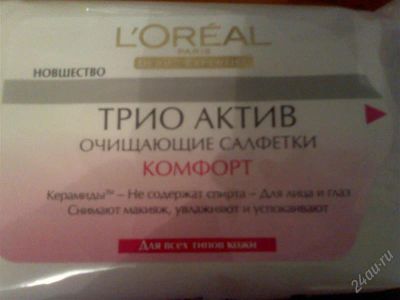 L'ORÉAL
PARIS
НОВШЕСТВО
ТРИО АКТИВ
ОЧИЩАЮЩИЕ САЛФЕТКИ
КОМФОРТ
Керамиды™ – Не содержат спирта – Для лица и глаз
Снимают макияж, увлажняют и успокаивают
Для всех типов кожи
24au.ru